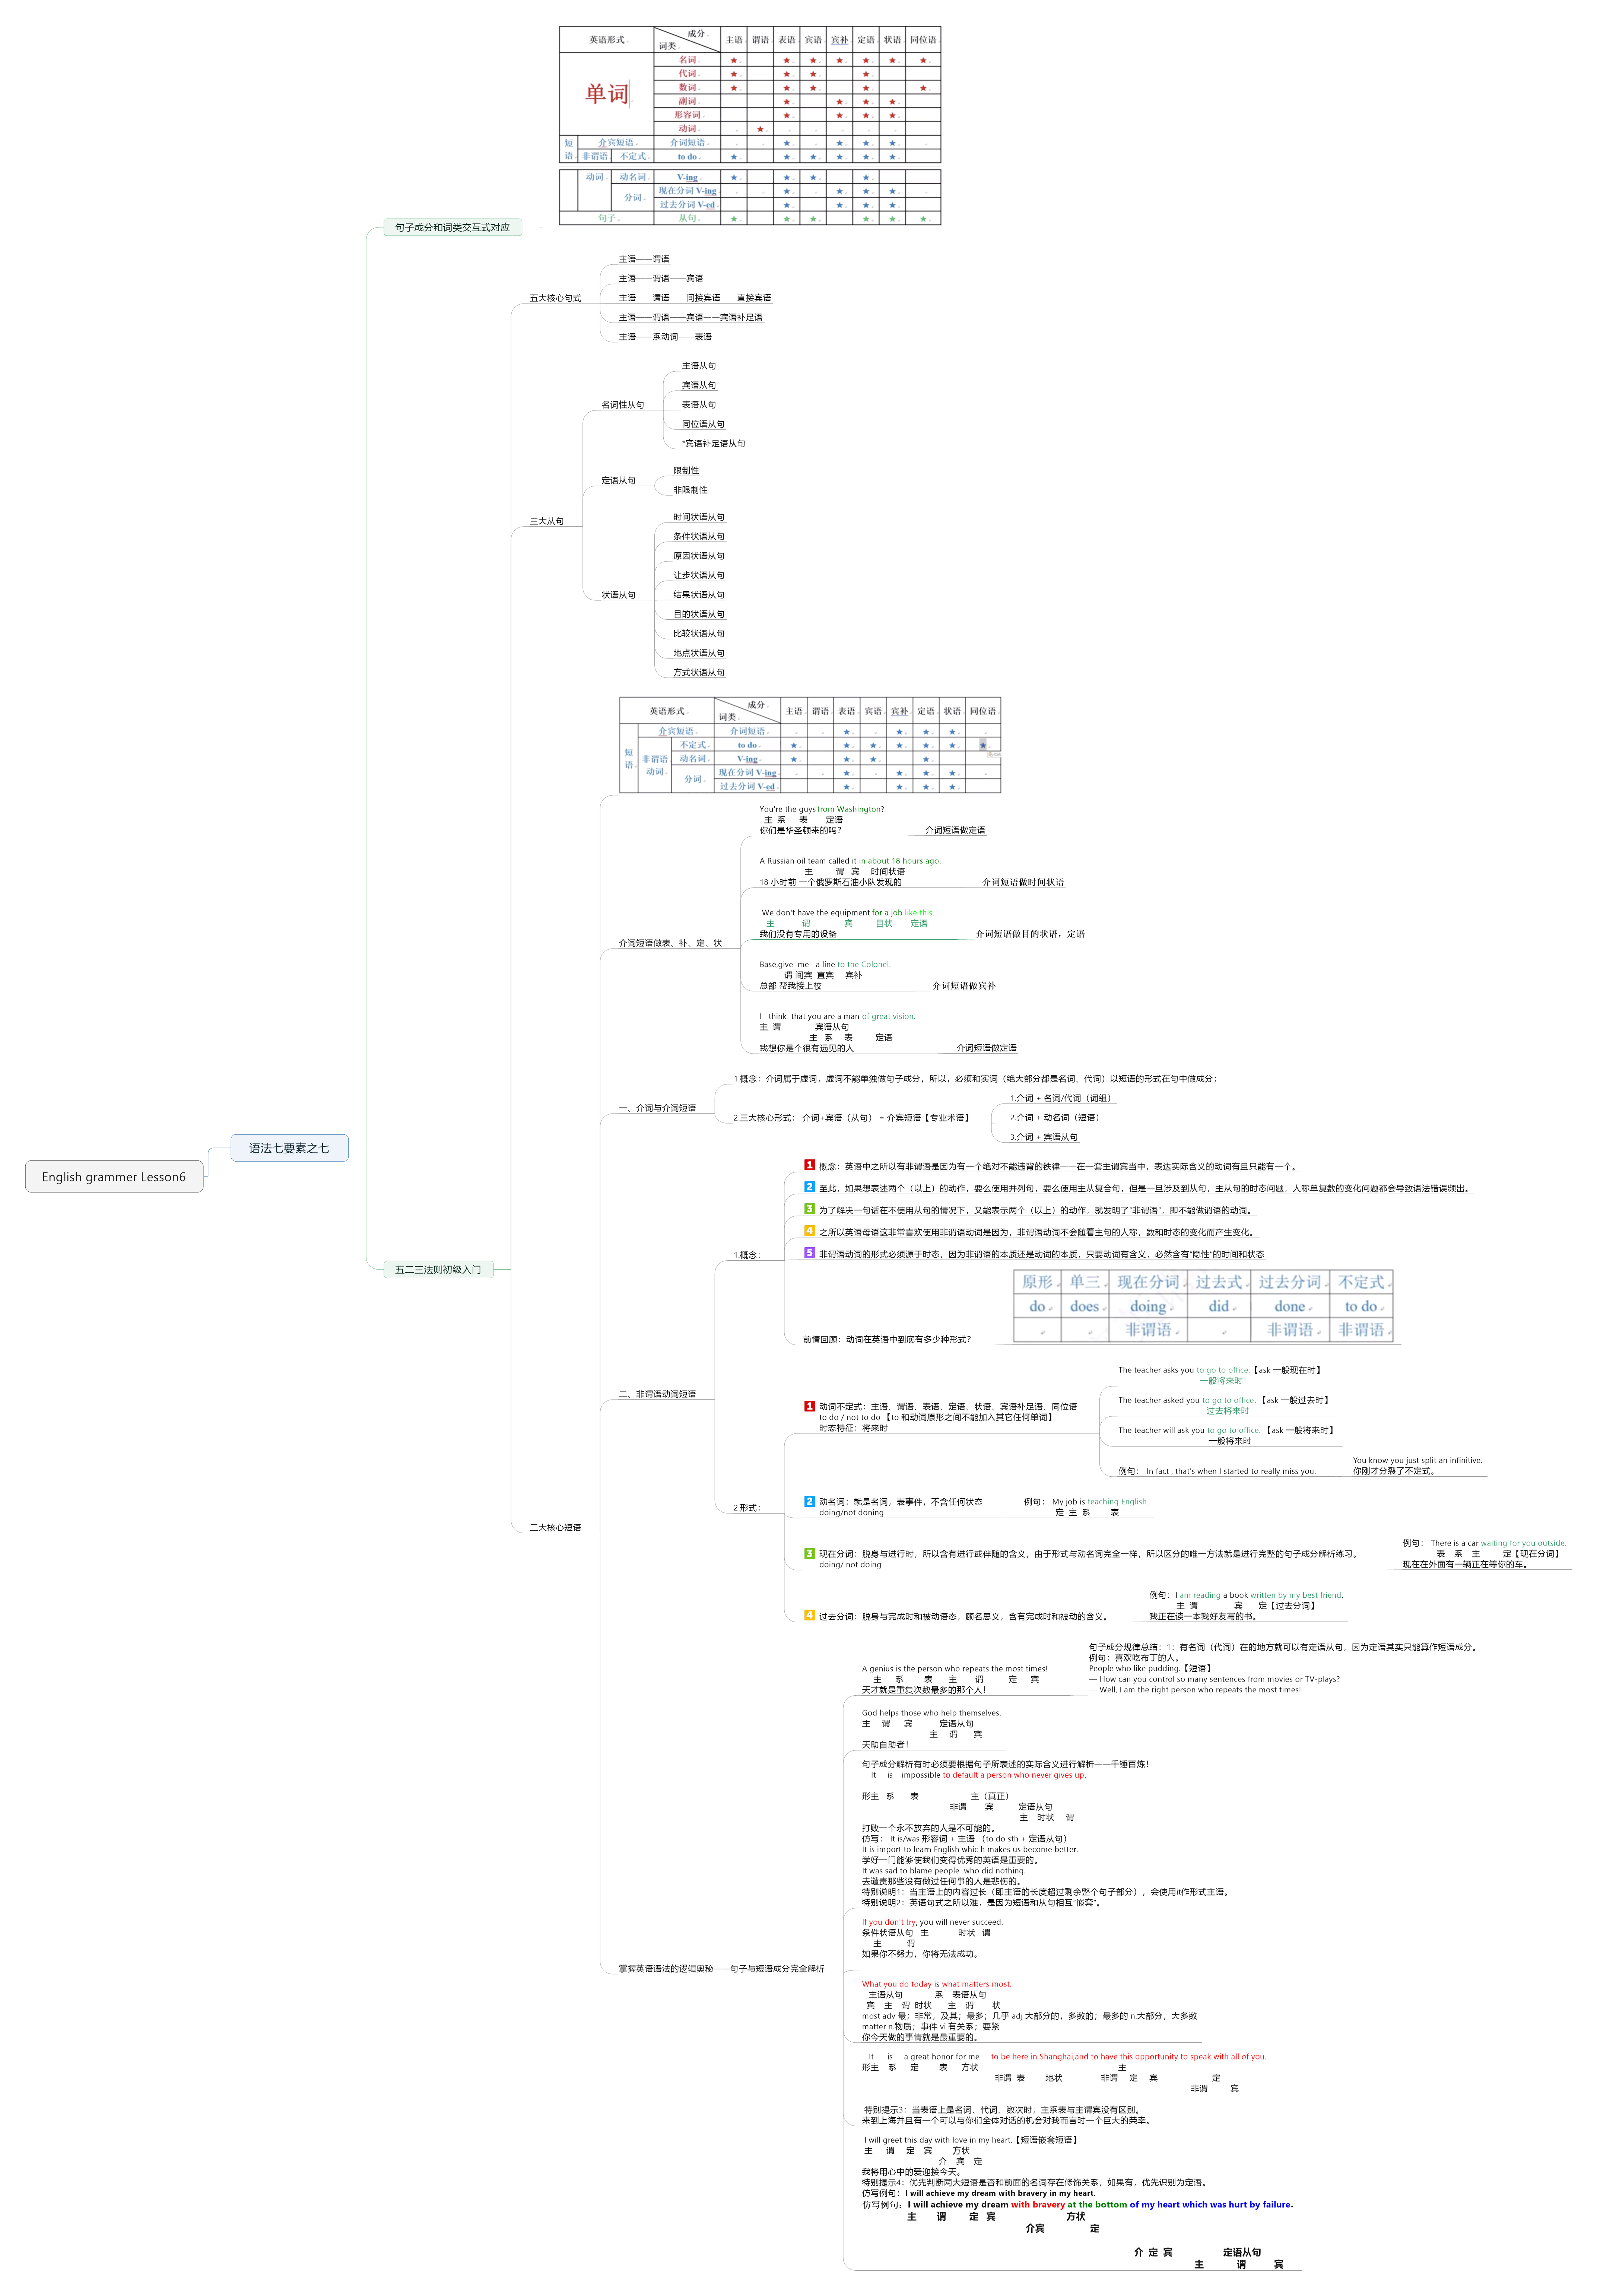 English grammer Lesson6
语法七要素之七
句子成分和词类交互式对应
英语形式 成分 词类 主语 谓语 表语 宾语 宾补 定语 状语 同位语
单词
名词 ★ ★ ★ ★ ★ ★ ★
代词 ★ ★ ★ ★
数词 ★ ★ ★ ★ ★
副词 ★ ★ ★ ★
形容词 ★ ★ ★ ★
动词 ★
短语 介宾短语 介词短语 ★ ★ ★ ★
非谓语 不定式 to do ★ ★ ★ ★ ★ ★
动词 动名词 V-ing ★ ★ ★ ★
分词 现在分词 V-ing ★ ★ ★ ★
过去分词 V-ed ★ ★ ★ ★
句子 从句 ★ ★ ★ ★ ★ ★ ★
五二三法则初级入门
五大核心句式
主语——谓语
主语——谓语——宾语
主语——谓语——间接宾语——直接宾语
主语——谓语——宾语——宾语补足语
主语——系动词——表语
三大从句
名词性从句
主语从句
宾语从句
表语从句
同位语从句
*宾语补足语从句
定语从句
限制性
非限制性
状语从句
时间状语从句
条件状语从句
原因状语从句
让步状语从句
结果状语从句
目的状语从句
比较状语从句
地点状语从句
方式状语从句
二大核心短语
英语形式 成分 词类 主语 谓语 表语 宾语 宾补 定语 状语 同位语
短语 介宾短语 介词短语 ★ ★ ★ ★
非谓语动词 不定式 to do ★ ★ ★ ★ ★ ★ ★
动名词 V-ing ★ ★ ★ ★
分词 现在分词 V-ing ★ ★ ★ ★
过去分词 V-ed ★ ★ ★ ★
介词短语做表、补、定、状
You're the guys from Washington?
主 系 表 定语
你们是华圣顿来的吗？ 介词短语做定语
A Russian oil team called it in about 18 hours ago.
主 谓 宾 时间状语
18 小时前 一个俄罗斯石油小队发现的 介词短语做时间状语
We don't have the equipment for a job like this.
主 谓 宾 目状 定语
我们没有专用的设备 介词短语做目的状语，定语
Base,give me a line to the Colonel.
谓 间宾 直宾 宾补
总部 帮我接上校 介词短语做宾补
I think that you are a man of great vision.
主 谓 宾语从句
主 系 表 定语
我想你是个很有远见的人 介词短语做定语
一、介词与介词短语
1.概念：介词属于虚词，虚词不能单独做句子成分，所以，必须和实词（绝大部分都是名词、代词）以短语的形式在句中做成分；
2.三大核心形式： 介词+宾语（从句） = 介宾短语【专业术语】
1.介词 + 名词/代词（词组）
2.介词 + 动名词（短语）
3.介词 + 宾语从句
二、非谓语动词短语
1.概念：
1 概念：英语中之所以有非谓语是因为有一个绝对不能违背的铁律——在一套主谓宾当中，表达实际含义的动词有且只能有一个。
2 至此，如果想表述两个（以上）的动作，要么使用并列句，要么使用主从复合句，但是一旦涉及到从句，主从句的时态问题，人称单复数的变化问题都会导致语法错误频出。
3 为了解决一句话在不使用从句的情况下，又能表示两个（以上）的动作，就发明了“非谓语”，即不能做谓语的动词。
4 之所以英语母语这非常喜欢使用非谓语动词是因为，非谓语动词不会随着主句的人称，数和时态的变化而产生变化。
5 非谓语动词的形式必须源于时态，因为非谓语的本质还是动词的本质，只要动词有含义，必然含有“隐性”的时间和状态
前情回顾：动词在英语中到底有多少种形式？
原形 单三 现在分词 过去式 过去分词 不定式
do does doing did done to do
非谓语 非谓语 非谓语
2.形式：
1 动词不定式：主语、谓语、表语、定语、状语、宾语补足语、同位语
to do / not to do 【to 和动词原形之间不能加入其它任何单词】
时态特征：将来时
The teacher asks you to go to office.【ask 一般现在时】
一般将来时
The teacher asked you to go to office.【ask 一般过去时】
过去将来时
The teacher will ask you to go to office. 【ask 一般将来时】
一般将来时
例句： In fact , that's when I started to really miss you.
You know you just split an infinitive.
你刚才分裂了不定式。
2 动名词：就是名词，表事件，不含任何状态
doing/not doning
例句： My job is teaching English.
定 主 系 表
3 现在分词：脱身与进行时，所以含有进行或伴随的含义，由于形式与动名词完全一样，所以区分的唯一方法就是进行完整的句子成分解析练习。
doing/ not doing
例句： There is a car waiting for you outside.
表 系 主 定【现在分词】
现在在外面有一辆正在等你的车。
4 过去分词：脱身与完成时和被动语态，顾名思义，含有完成时和被动的含义。
例句：I am reading a book written by my best friend.
主 谓 宾 定【过去分词】
我正在读一本我好友写的书。
掌握英语语法的逻辑奥秘——句子与短语成分完全解析
A genius is the person who repeats the most times!
主 系 表 主 谓 定 宾
天才就是重复次数最多的那个人！
句子成分规律总结：1：有名词（代词）在的地方就可以有定语从句，因为定语其实只能算作短语成分。
例句：喜欢吃布丁的人。
People who like pudding.【短语】
— How can you control so many sentences from movies or TV-plays?
— Well, I am the right person who repeats the most times!
God helps those who help themselves.
主 谓 宾 定语从句
主 谓 宾
天助自助者！
句子成分解析有时必须要根据句子所表述的实际含义进行解析——千锤百炼！
It is impossible to default a person who never gives up.
形主 系 表 主（真正）
非谓 宾 定语从句
主 时状 谓
打败一个永不放弃的人是不可能的。
仿写： It is/was 形容词 + 主语 （to do sth + 定语从句）
It is import to learn English whic h makes us become better.
学好一门能够使我们变得优秀的英语是重要的。
It was sad to blame people who did nothing.
去谴责那些没有做过任何事的人是悲伤的。
特别说明1：当主语上的内容过长（即主语的长度超过剩余整个句子部分），会使用it作形式主语。
特别说明2：英语句式之所以难，是因为短语和从句相互“嵌套”。
If you don't try, you will never succeed.
条件状语从句 主 时状 谓
主 谓
如果你不努力，你将无法成功。
What you do today is what matters most.
主语从句 系 表语从句
宾 主 谓 时状 主 谓 状
most adv 最；非常，及其；最多；几乎 adj 大部分的，多数的；最多的 n.大部分，大多数
matter n.物质；事件 vi 有关系；要紧
你今天做的事情就是最重要的。
It is a great honor for me to be here in Shanghai,and to have this opportunity to speak with all of you.
形主 系 定 表 方状 主
非谓 表 地状 非谓 定 宾 定
非谓 宾
特别提示3：当表语上是名词、代词、数次时，主系表与主谓宾没有区别。
来到上海并且有一个可以与你们全体对话的机会对我而言时一个巨大的荣幸。
I will greet this day with love in my heart.【短语嵌套短语】
主 谓 定 宾 方状
介 宾 定
我将用心中的爱迎接今天。
特别提示4：优先判断两大短语是否和前面的名词存在修饰关系，如果有，优先识别为定语。
仿写例句：I will achieve my dream with bravery in my heart.
仿写例句：I will achieve my dream with bravery at the bottom of my heart which was hurt by failure.
主 谓 定 宾 方状
介宾 定
介 定 宾 定语从句
主 谓 宾